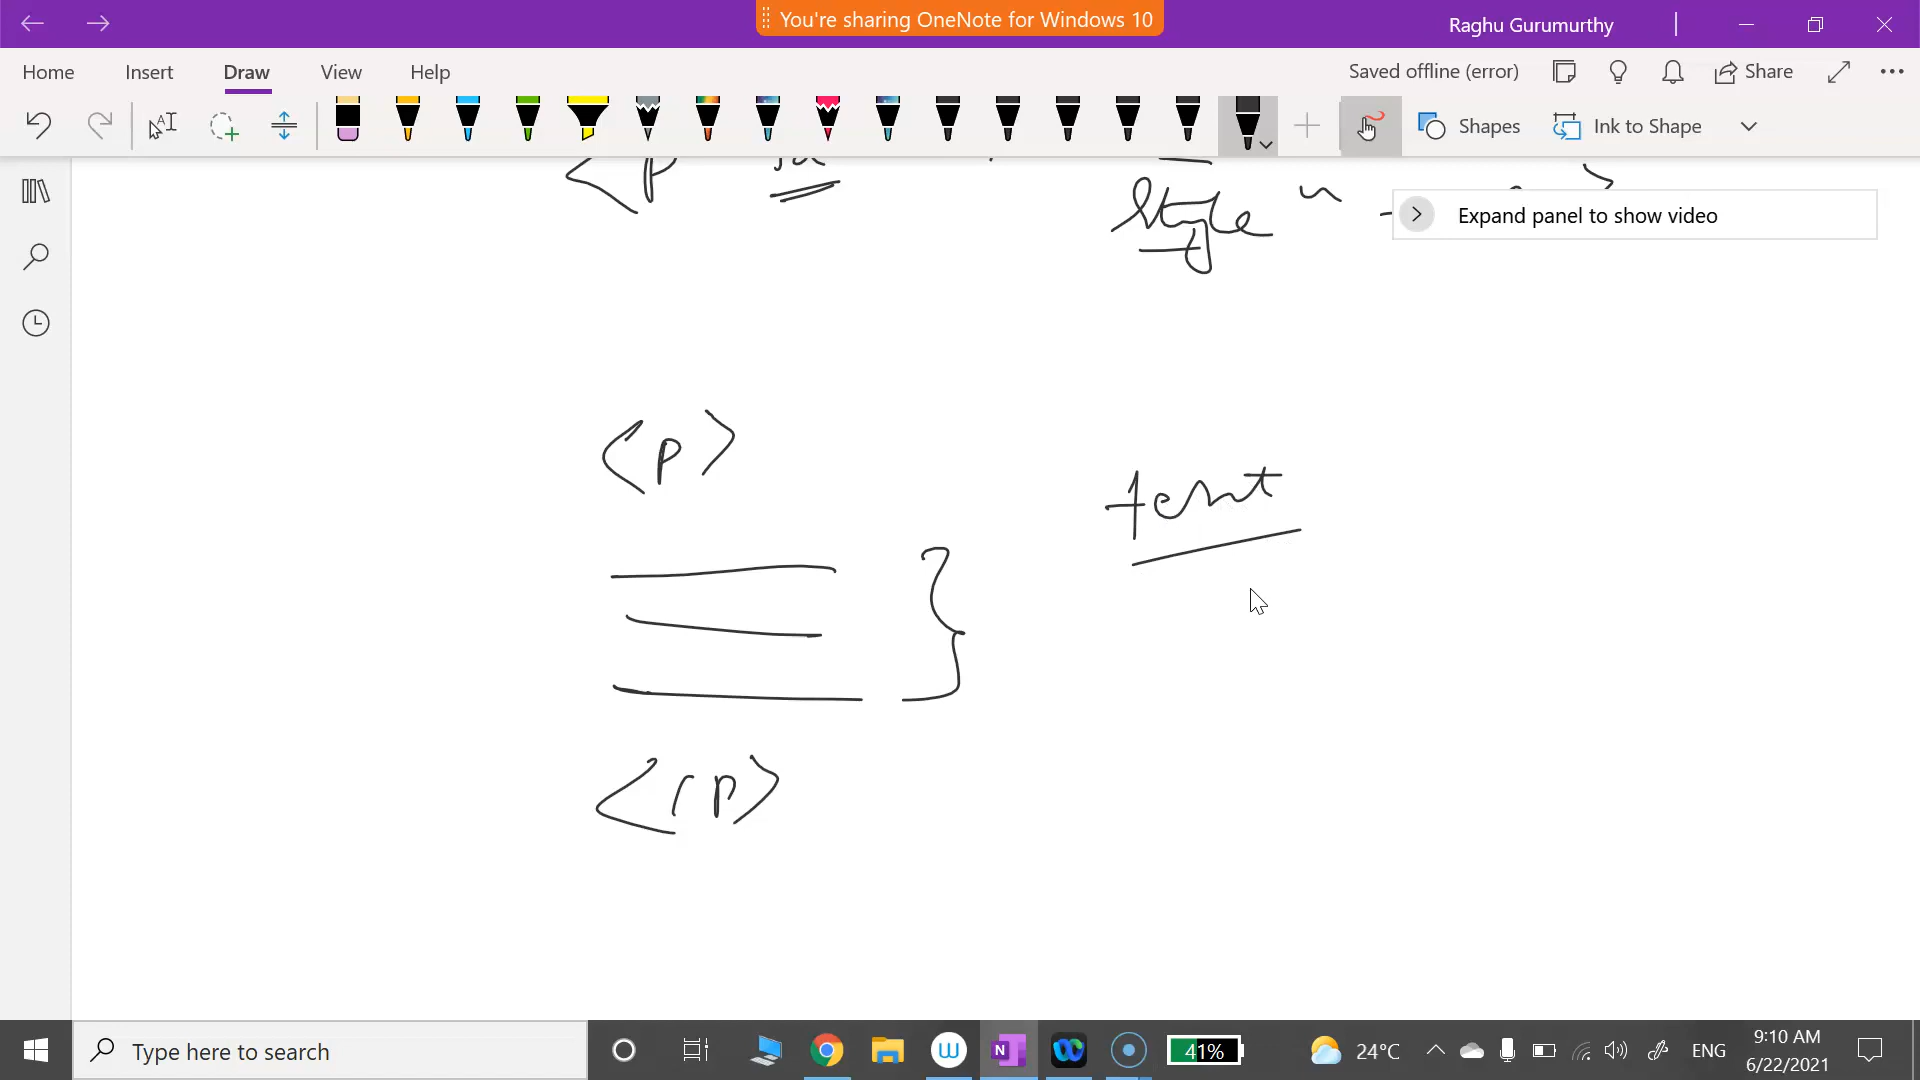 You're sharing OneNote for Windows 10
Raghu Gurumurthy
Home Insert Draw View Help
Saved offline (error)
Share
Shapes
Ink to Shape
<p
Style
>
Expand panel to show video
<p>
}
</p>
Type here to search
41%
24°C
ENG
9:10 AM
6/22/2021